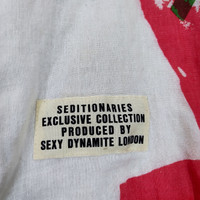 SEDITIONARIES
EXCLUSIVE COLLECTION
PRODUCED BY
SEXY DYNAMITE LONDON